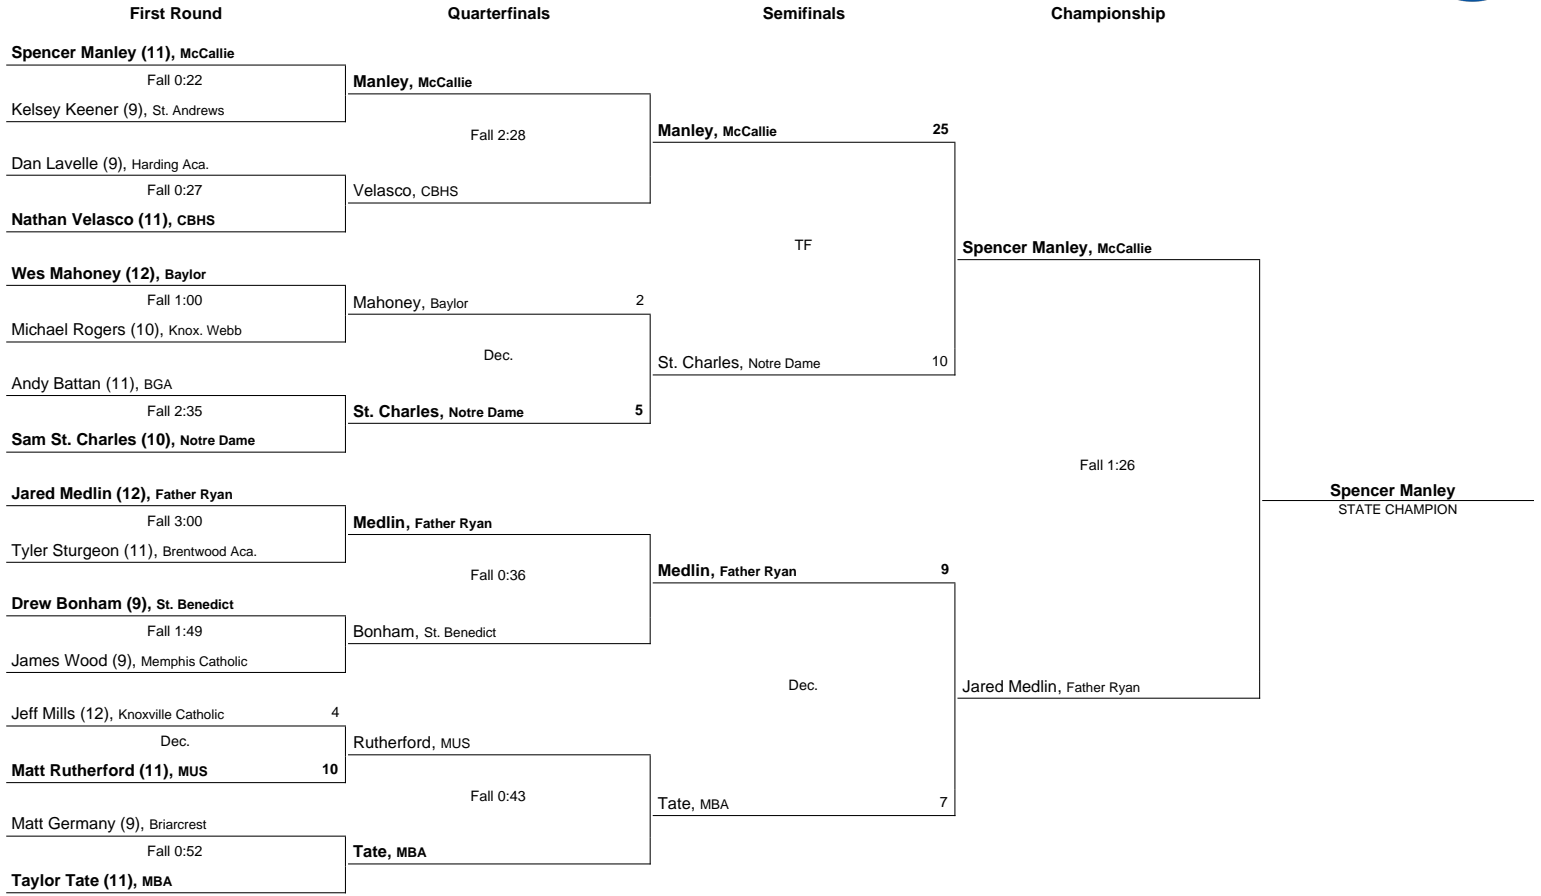 First Round Quarterfinals Semifinals Championship
Spencer Manley (11), McCallie
Fall 0:22
Kelsey Keener (9), St. Andrews
Dan Lavelle (9), Harding Aca.
Fall 0:27
Nathan Velasco (11), CBHS
Wes Mahoney (12), Baylor
Fall 1:00
Michael Rogers (10), Knox. Webb
Andy Battan (11), BGA
Fall 2:35
Sam St. Charles (10), Notre Dame
Jared Medlin (12), Father Ryan
Fall 3:00
Tyler Sturgeon (11), Brentwood Aca.
Drew Bonham (9), St. Benedict
Fall 1:49
James Wood (9), Memphis Catholic
Jeff Mills (12), Knoxville Catholic 4
Dec.
Matt Rutherford (11), MUS 10
Matt Germany (9), Briarcrest
Fall 0:52
Taylor Tate (11), MBA
Manley, McCallie
Fall 2:28
Velasco, CBHS
Mahoney, Baylor 2
Dec.
St. Charles, Notre Dame 5
Medlin, Father Ryan
Fall 0:36
Bonham, St. Benedict
Rutherford, MUS
Fall 0:43
Tate, MBA
Manley, McCallie 25
TF
St. Charles, Notre Dame 10
Medlin, Father Ryan 9
Dec.
Tate, MBA 7
Spencer Manley, McCallie
Fall 1:26
Jared Medlin, Father Ryan
Spencer Manley
STATE CHAMPION